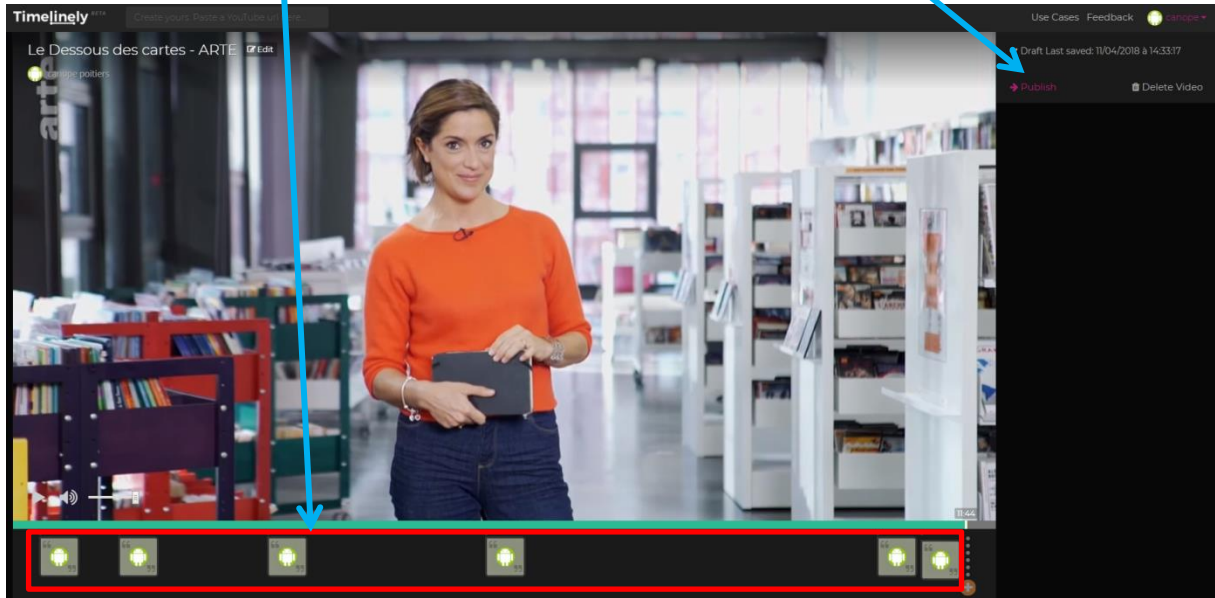 Timelinely BETA
Create yours: Paste a YouTube url here
Use Cases Feedback canope
Le Dessous des cartes - ARTE Edit
canope poitiers
arte
Draft Last saved: 11/04/2018 à 14:33:17
Publish Delete Video
11:44